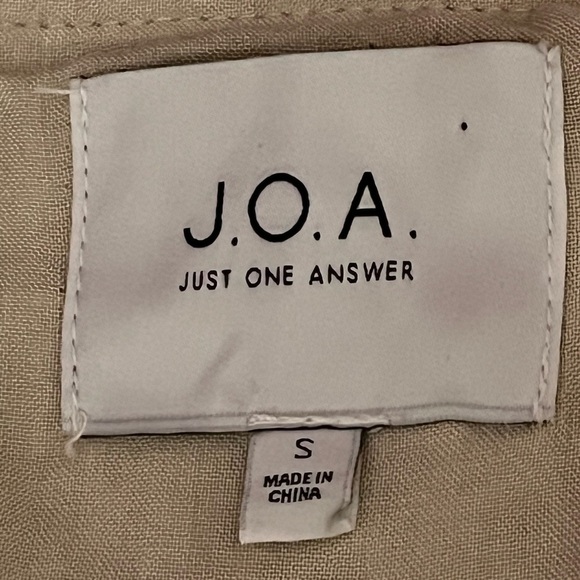 J.O.A.
JUST ONE ANSWER
S
MADE IN
CHINA